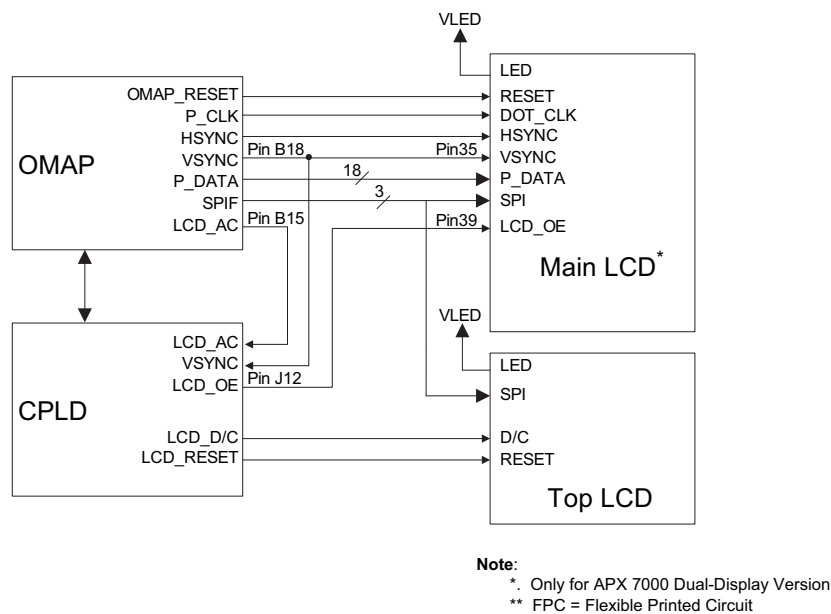 VLED
OMAP
OMAP_RESET
P_CLK
HSYNC
VSYNC
P_DATA
SPIF
LCD_AC
Pin B18
Pin B15
18
3
Pin35
Pin39
LED
RESET
DOT_CLK
HSYNC
VSYNC
P_DATA
SPI
LCD_OE
Main LCD*
CPLD
LCD_AC
VSYNC
LCD_OE
LCD_D/C
LCD_RESET
Pin J12
VLED
LED
SPI
D/C
RESET
Top LCD
Note:
*. Only for APX 7000 Dual-Display Version
** FPC = Flexible Printed Circuit